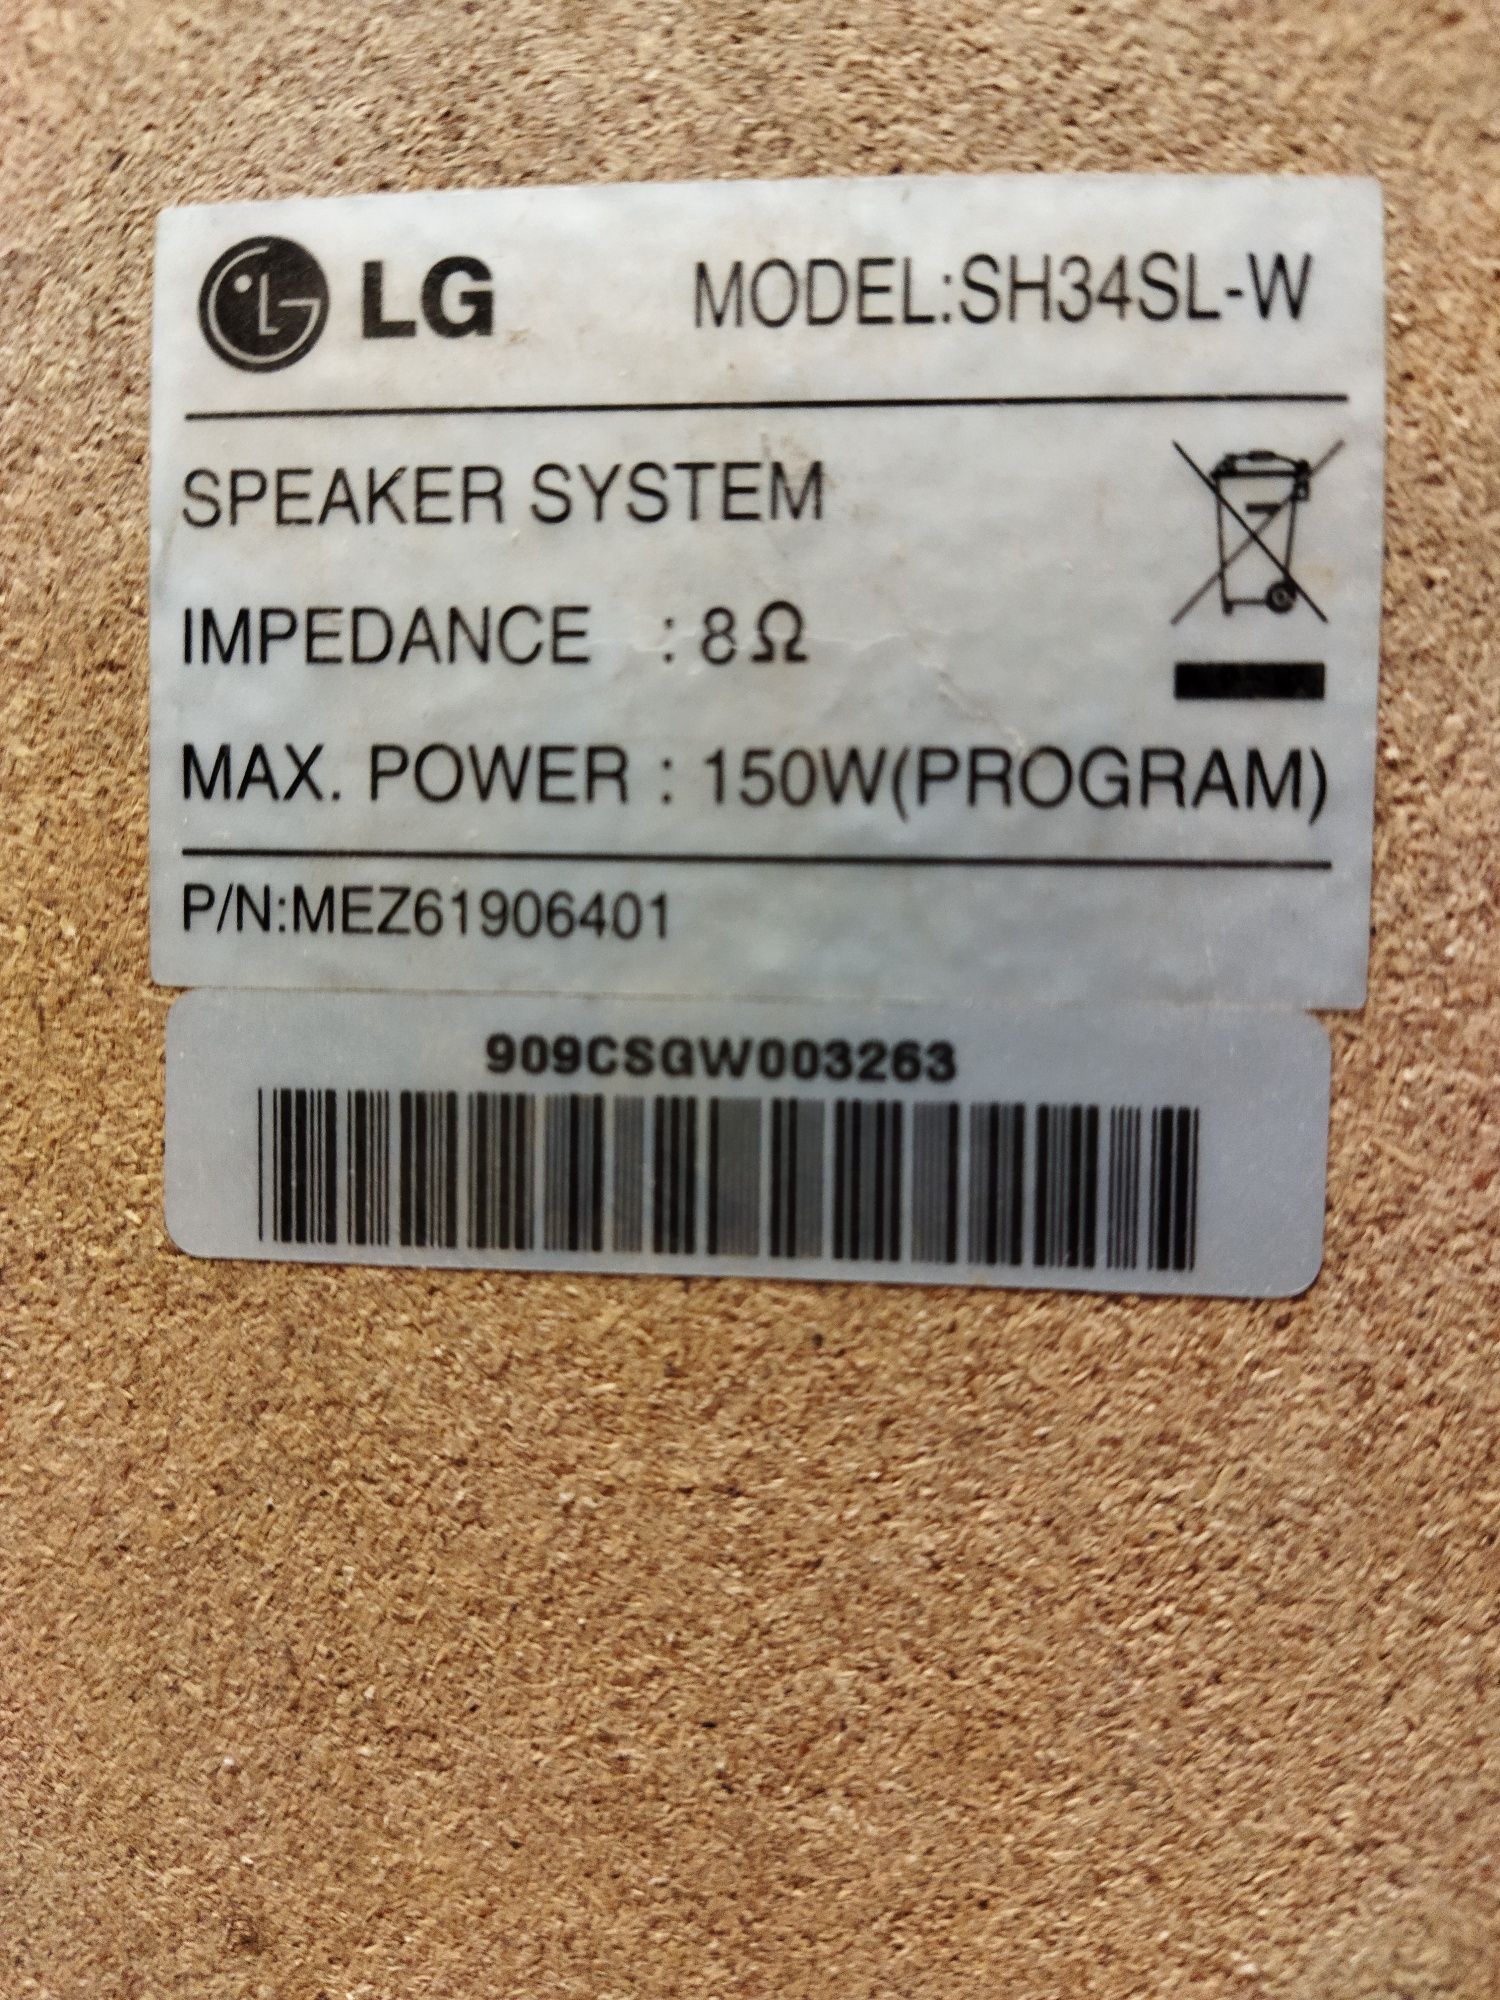 LG MODEL:SH34SL-W
SPEAKER SYSTEM
IMPEDANCE : 8Ω
MAX. POWER : 150W(PROGRAM)
P/N:MEZ61906401
909CSGW003263